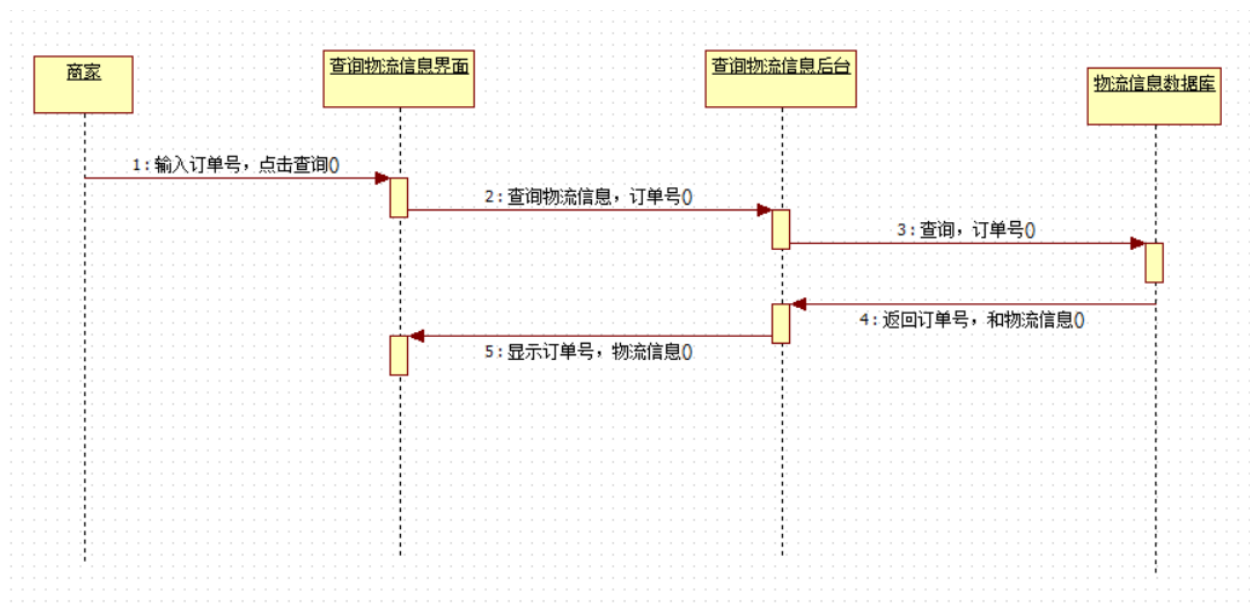 商家
查询物流信息界面
查询物流信息后台
物流信息数据库
1:输入订单号，点击查询()
2:查询物流信息，订单号()
3:查询，订单号()
4:返回订单号，和物流信息()
5:显示订单号，物流信息()